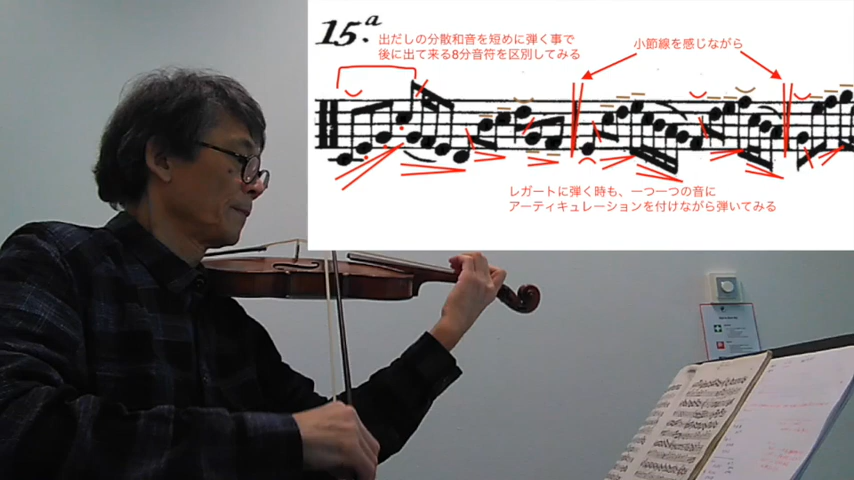 15.a
出だしの分散和音を短めに弾く事で
後に出て来る8分音符を区別してみる
小節線を感じながら
レガートに弾く時も、一つ一つの音に
アーティキュレーションを付けながら弾いてみる